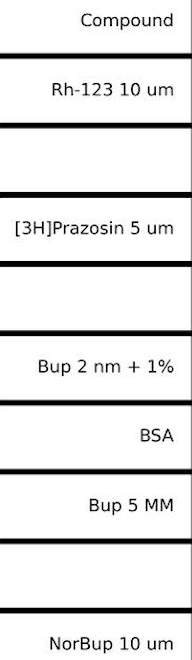 Compound
Rh-123 10 um
[3H]Prazosin 5 um
Bup 2 nm + 1%
BSA
Bup 5 MM
NorBup 10 um